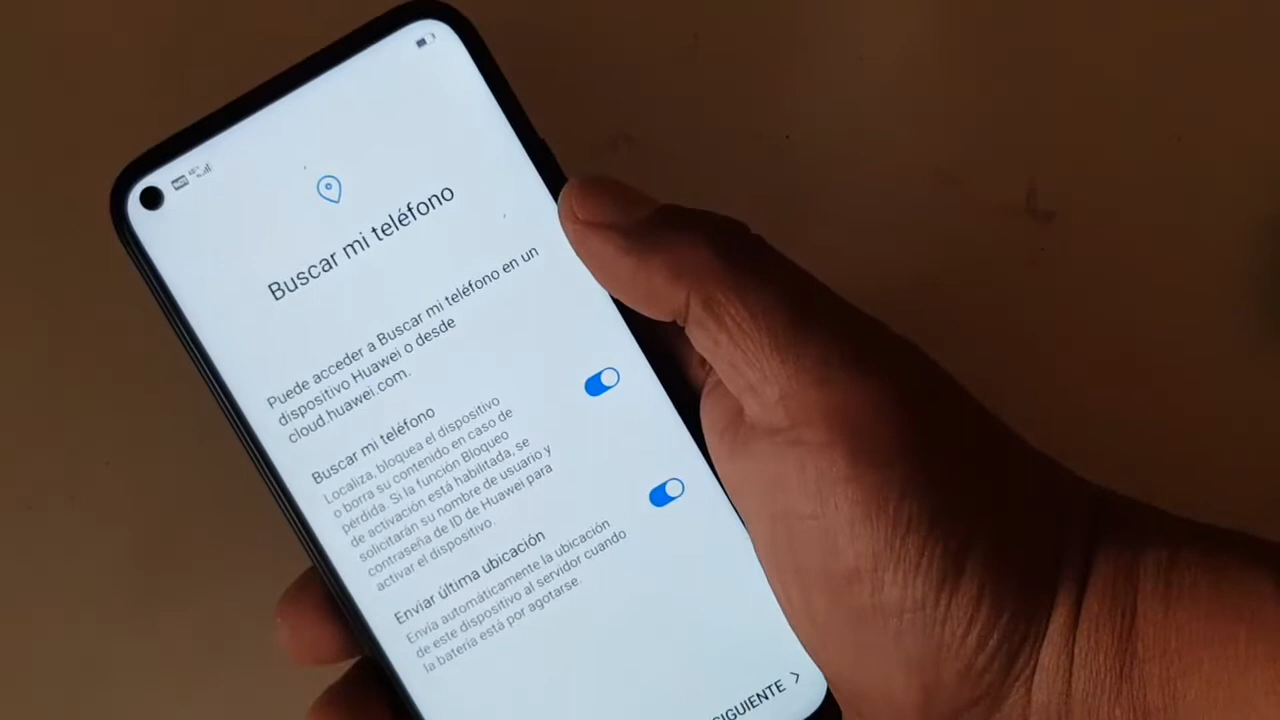 Buscar mi teléfono
Puede acceder a Buscar mi teléfono en un
dispositivo Huawei o desde
cloud.huawei.com.
Buscar mi teléfono
Localiza, bloquea el dispositivo
o borra su contenido en caso de
pérdida. Si la función Bloqueo
de activación está habilitada, se
solicitarán su nombre de usuario y
contraseña de ID de Huawei para
activar el dispositivo.
Enviar última ubicación
Envía automáticamente la ubicación
de este dispositivo al servidor cuando
la batería está por agotarse.
SIGUIENTE